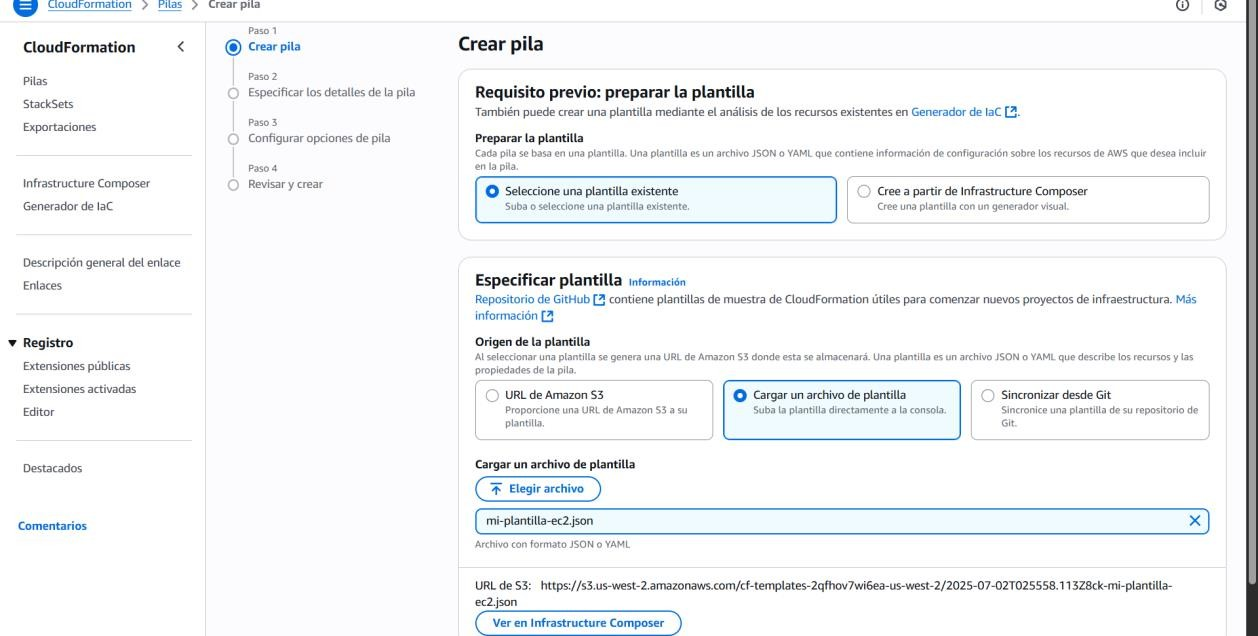 CloudFormation > Pilas > Crear pila
CloudFormation
Pilas
StackSets
Exportaciones
Infrastructure Composer
Generador de IaC
Descripción general del enlace
Enlaces
Registro
Extensiones públicas
Extensiones activadas
Editor
Destacados
Comentarios
Paso 1
Crear pila
Paso 2
Especificar los detalles de la pila
Paso 3
Configurar opciones de pila
Paso 4
Revisar y crear
Crear pila
Requisito previo: preparar la plantilla
También puede crear una plantilla mediante el análisis de los recursos existentes en Generador de IaC.
Preparar la plantilla
Cada pila se basa en una plantilla. Una plantilla es un archivo JSON o YAML que contiene información de configuración sobre los recursos de AWS que desea incluir
en la pila.
Seleccione una plantilla existente
Suba o seleccione una plantilla existente.
Cree a partir de Infrastructure Composer
Cree una plantilla con un generador visual.
Especificar plantilla Información
Repositorio de GitHub contiene plantillas de muestra de CloudFormation útiles para comenzar nuevos proyectos de infraestructura. Más
información
Origen de la plantilla
Al seleccionar una plantilla se genera una URL de Amazon S3 donde esta se almacenará. Una plantilla es un archivo JSON o YAML que describe los recursos y las
propiedades de la pila.
URL de Amazon S3
Proporcione una URL de Amazon S3 a su
plantilla.
Cargar un archivo de plantilla
Suba la plantilla directamente a la consola.
Sincronizar desde Git
Sincronice una plantilla de su repositorio de
Git.
Cargar un archivo de plantilla
Elegir archivo
mi-plantilla-ec2.json
Archivo con formato JSON o YAML
URL de S3: https://s3.us-west-2.amazonaws.com/cf-templates-2qfhov7wi6ea-us-west-2/2025-07-02T025558.113Z8ck-mi-plantilla-
ec2.json
Ver en Infrastructure Composer